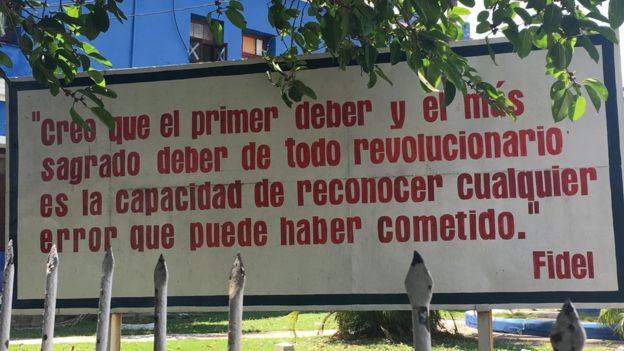 "Creo que el primer deber y el más
sagrado deber de todo revolucionario
es la capacidad de reconocer cualquier
error que puede haber cometido."
Fidel